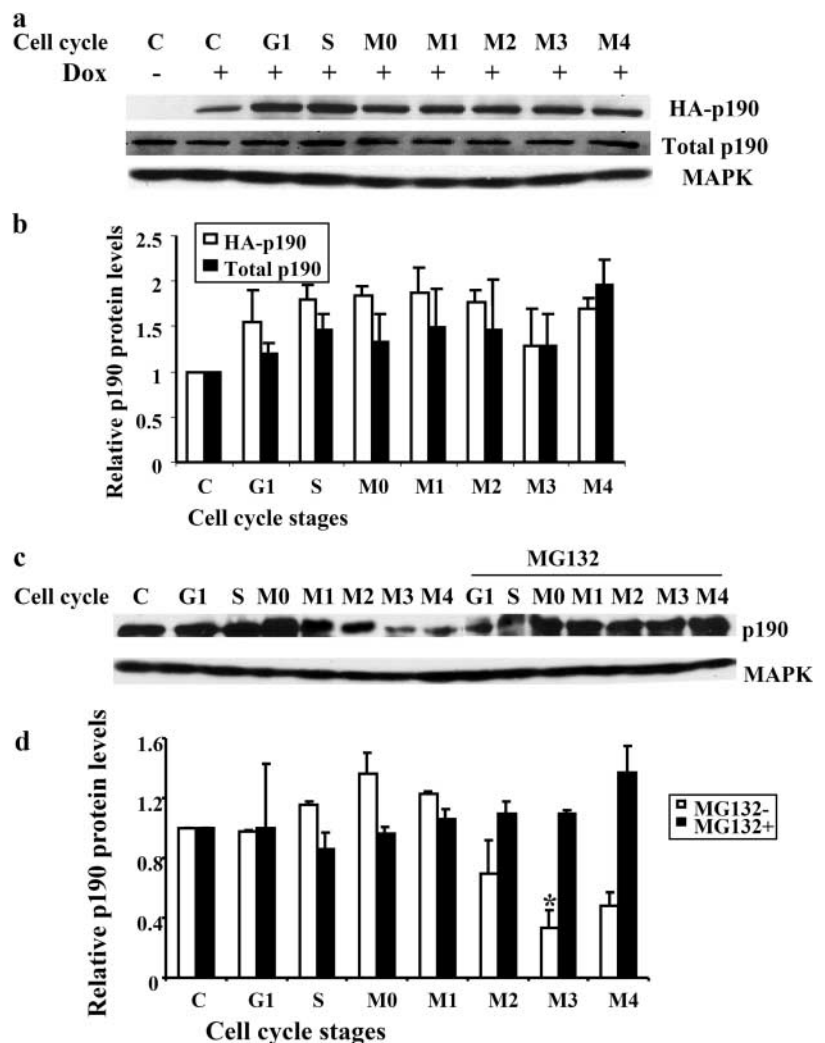 a
Cell cycle C C G1 S M0 M1 M2 M3 M4
Dox - + + + + + + + +
HA-p190
Total p190
MAPK
b
Relative p190 protein levels
2.5
2
1.5
1
0.5
0
HA-p190
Total p190
C G1 S M0 M1 M2 M3 M4
Cell cycle stages
c
MG132
Cell cycle C G1 S M0 M1 M2 M3 M4 G1 S M0 M1 M2 M3 M4
p190
MAPK
d
Relative p190 protein levels
1.6
1.2
0.8
0.4
0
*
MG132-
MG132+
C G1 S M0 M1 M2 M3 M4
Cell cycle stages